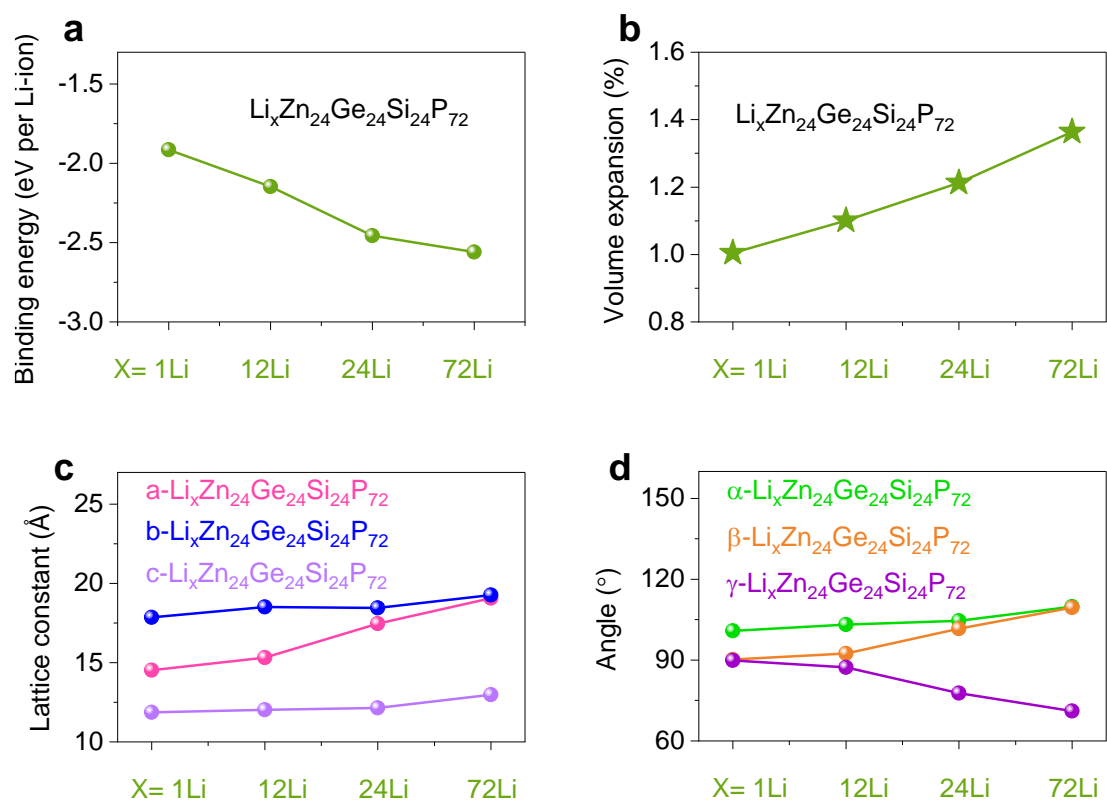 a
Binding energy (eV per Li-ion)
-1.5
-2.0
-2.5
-3.0
LiₓZn₂₄Ge₂₄Si₂₄P₇₂
X= 1Li 12Li 24Li 72Li
b
Volume expansion (%)
1.6
1.4
1.2
1.0
0.8
LiₓZn₂₄Ge₂₄Si₂₄P₇₂
X= 1Li 12Li 24Li 72Li
c
Lattice constant (Å)
25
20
15
10
a-LiₓZn₂₄Ge₂₄Si₂₄P₇₂
b-LiₓZn₂₄Ge₂₄Si₂₄P₇₂
c-LiₓZn₂₄Ge₂₄Si₂₄P₇₂
X= 1Li 12Li 24Li 72Li
d
Angle (°)
150
120
90
60
α-LiₓZn₂₄Ge₂₄Si₂₄P₇₂
β-LiₓZn₂₄Ge₂₄Si₂₄P₇₂
γ-LiₓZn₂₄Ge₂₄Si₂₄P₇₂
X= 1Li 12Li 24Li 72Li